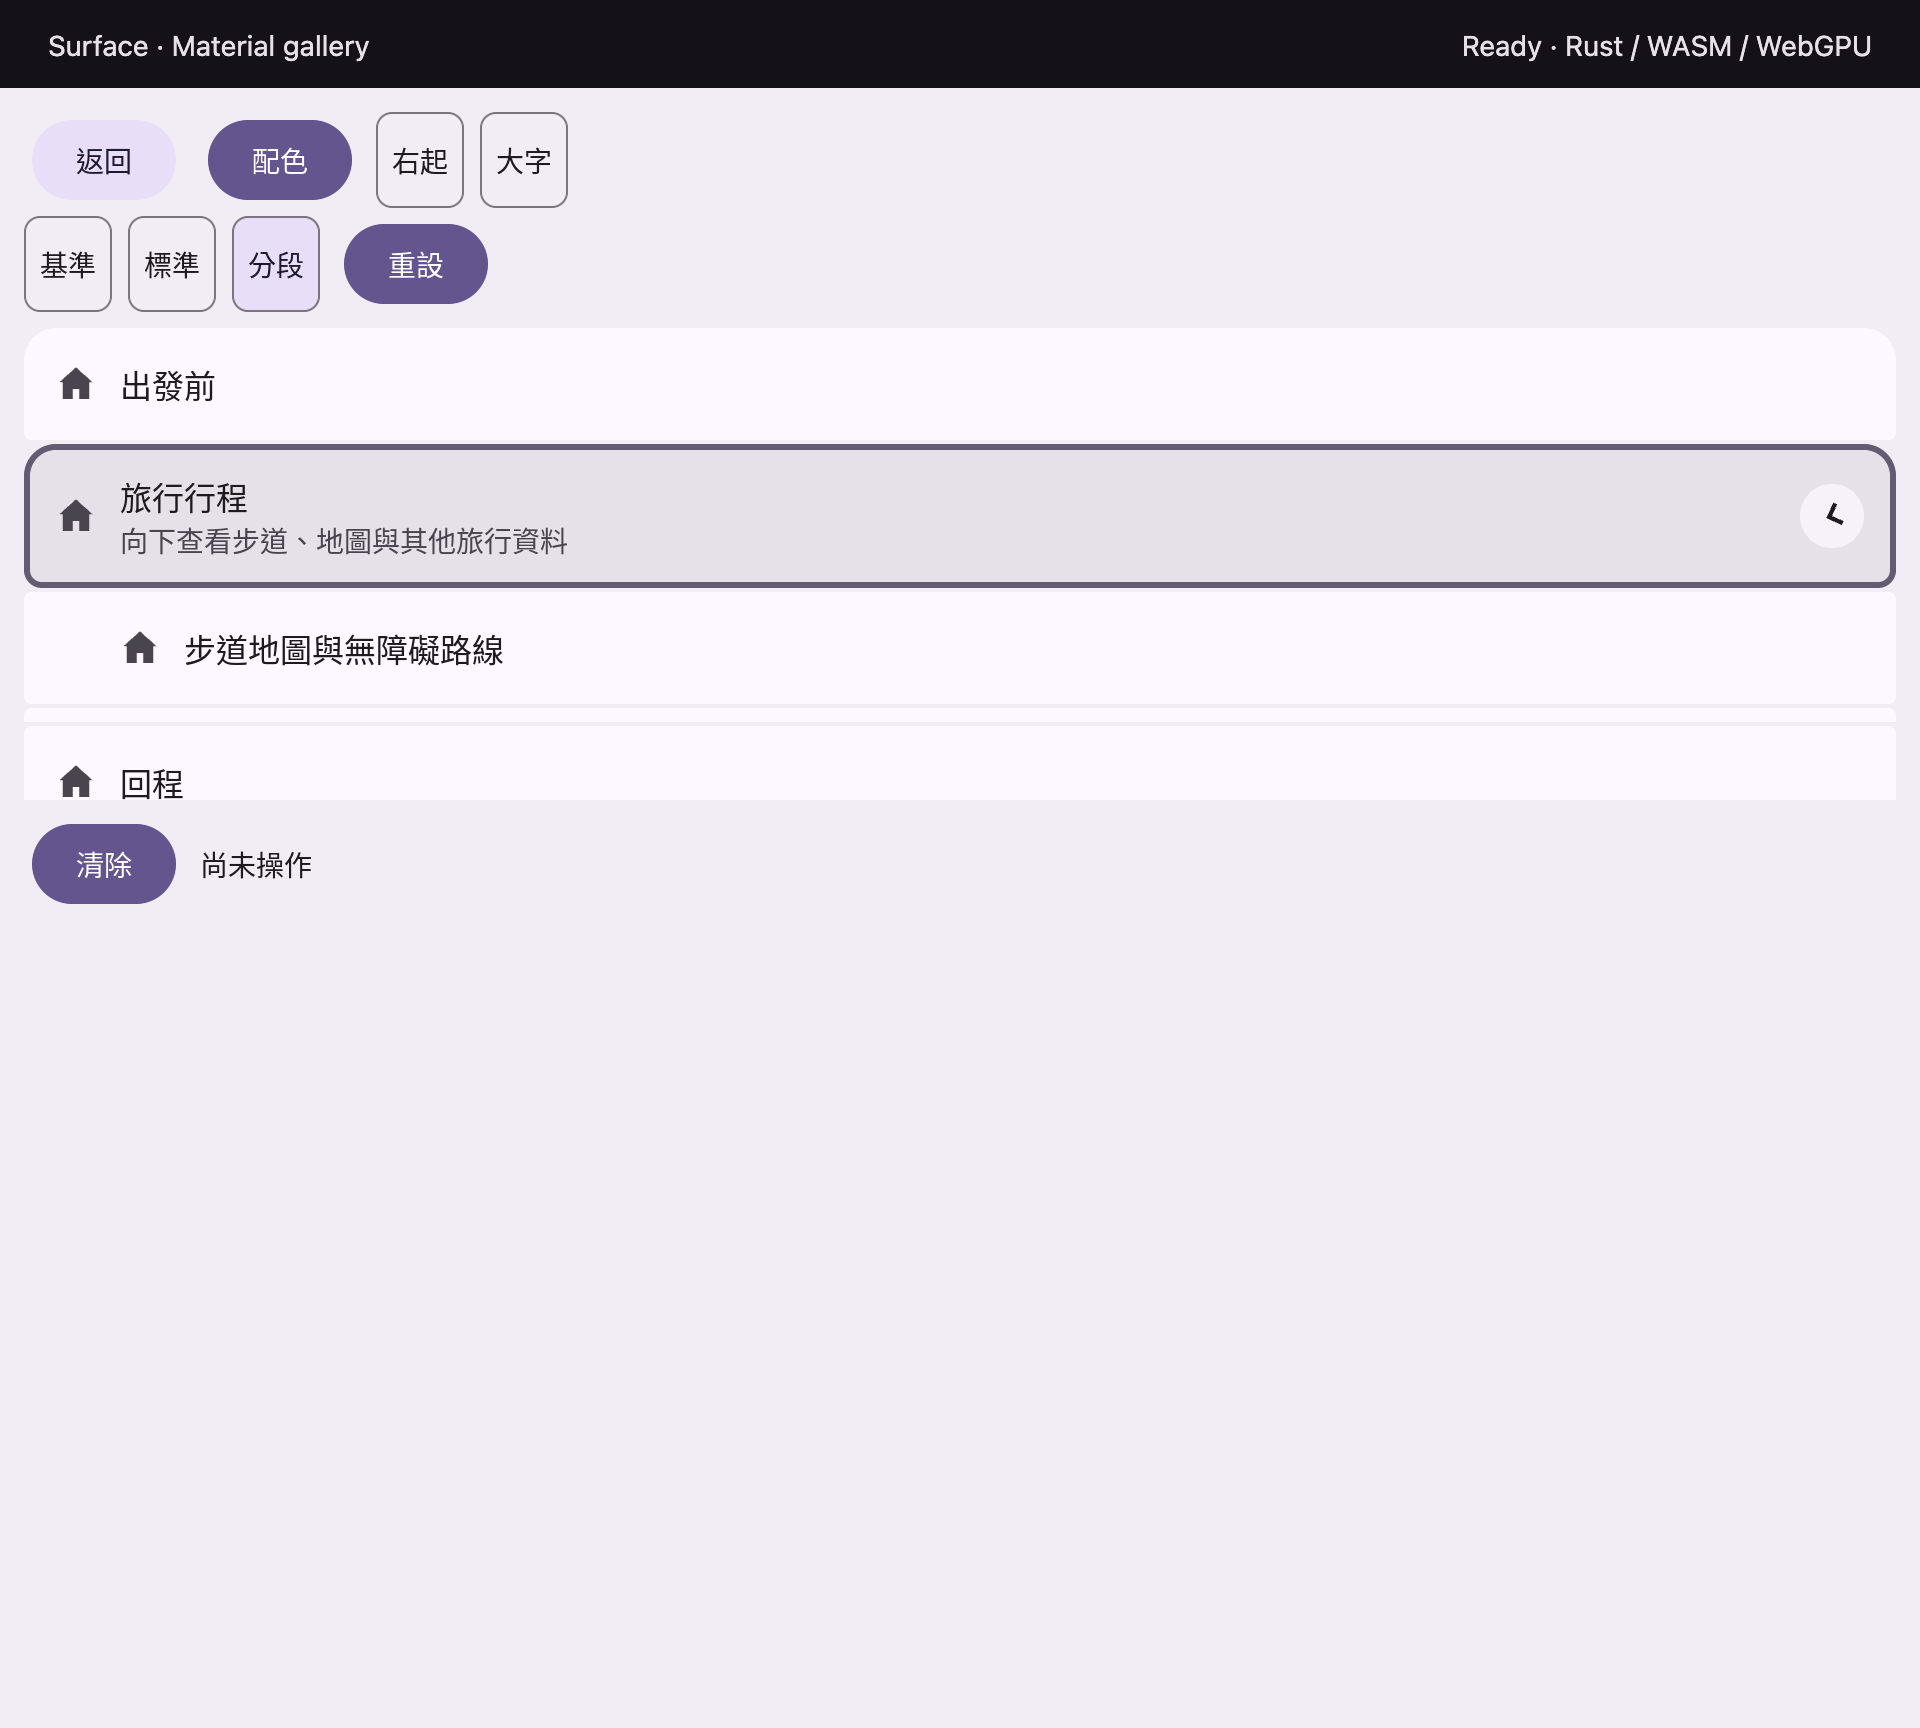 Surface · Material gallery
Ready · Rust / WASM / WebGPU
返回
配色
右起
大字
基準
標準
分段
重設
出發前
旅行行程
向下查看步道、地圖與其他旅行資料
步道地圖與無障礙路線
回程
清除
尚未操作